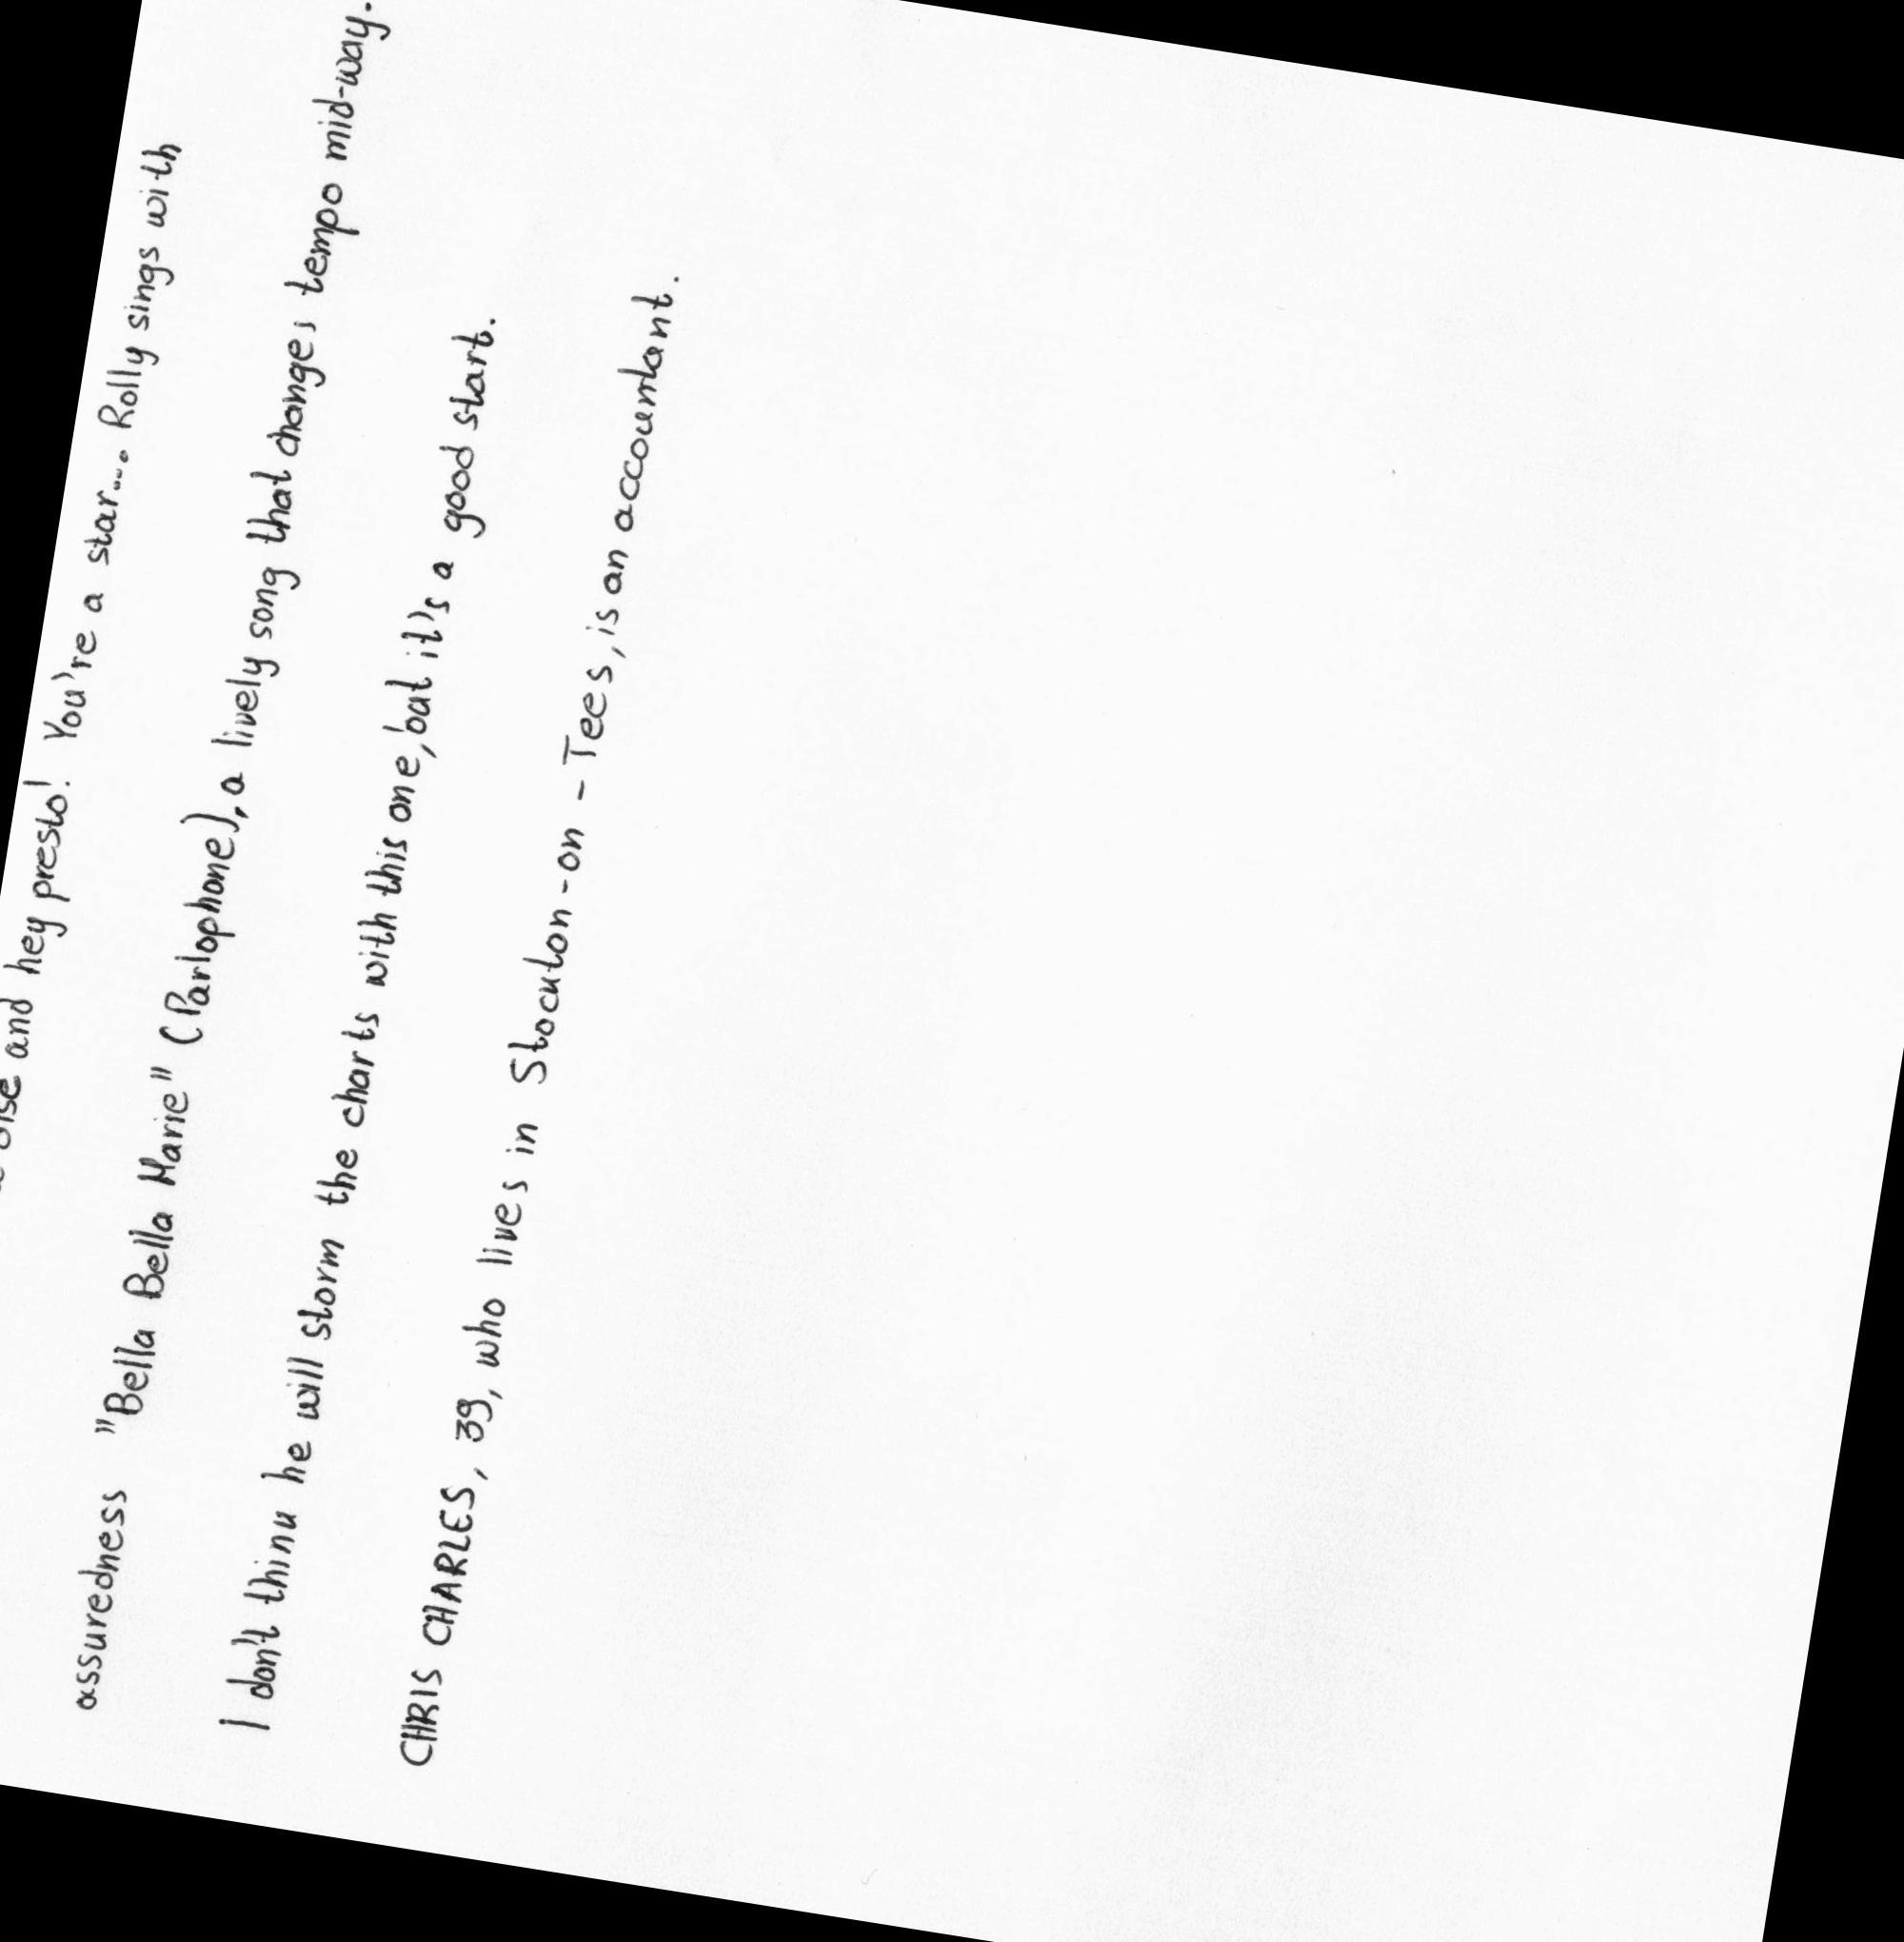 and hey presto! You're a star.... Rolly sings with
assuredness "Bella Bella Marie" (Parlophone), a lively song that changes tempo mid-way.
I don't think he will storm the charts with this one, but it's a good start.
CHRIS CHARLES, 39, who lives in Stockton-on-Tees, is an accountant.